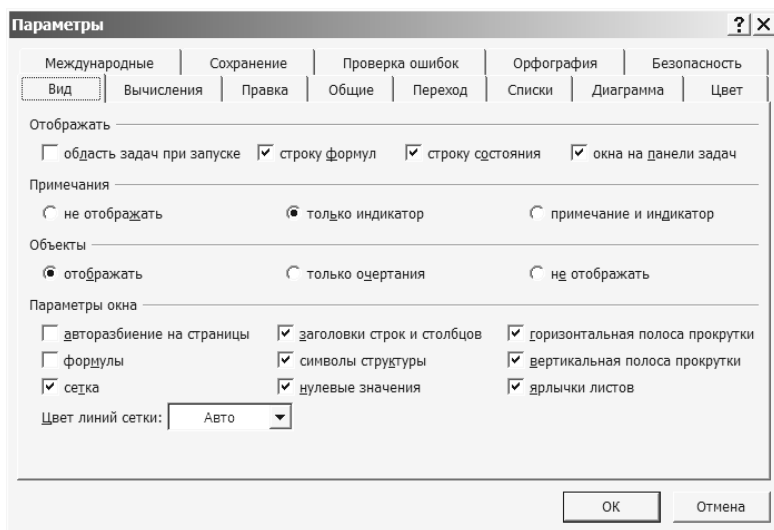 Параметры ? ×
Международные Сохранение Проверка ошибок Орфография Безопасность
Вид Вычисления Правка Общие Переход Списки Диаграмма Цвет
Отображать
область задач при запуске строку формул строку состояния окна на панели задач
Примечания
не отображать только индикатор примечание и индикатор
Объекты
отображать только очертания не отображать
Параметры окна
авторазбиение на страницы заголовки строк и столбцов горизонтальная полоса прокрутки
формулы символы структуры вертикальная полоса прокрутки
сетка нулевые значения ярлычки листов
Цвет линий сетки: Авто
ОК Отмена